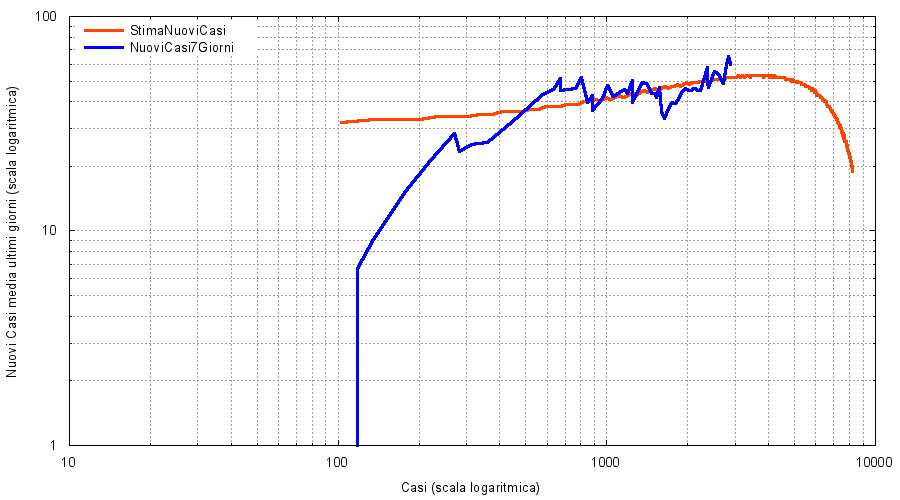 100
StimaNuoviCasi
NuoviCasi7Giorni
Nuovi Casi media ultimi giorni (scala logaritmica)
10
1
10
100
1000
10000
Casi (scala logaritmica)